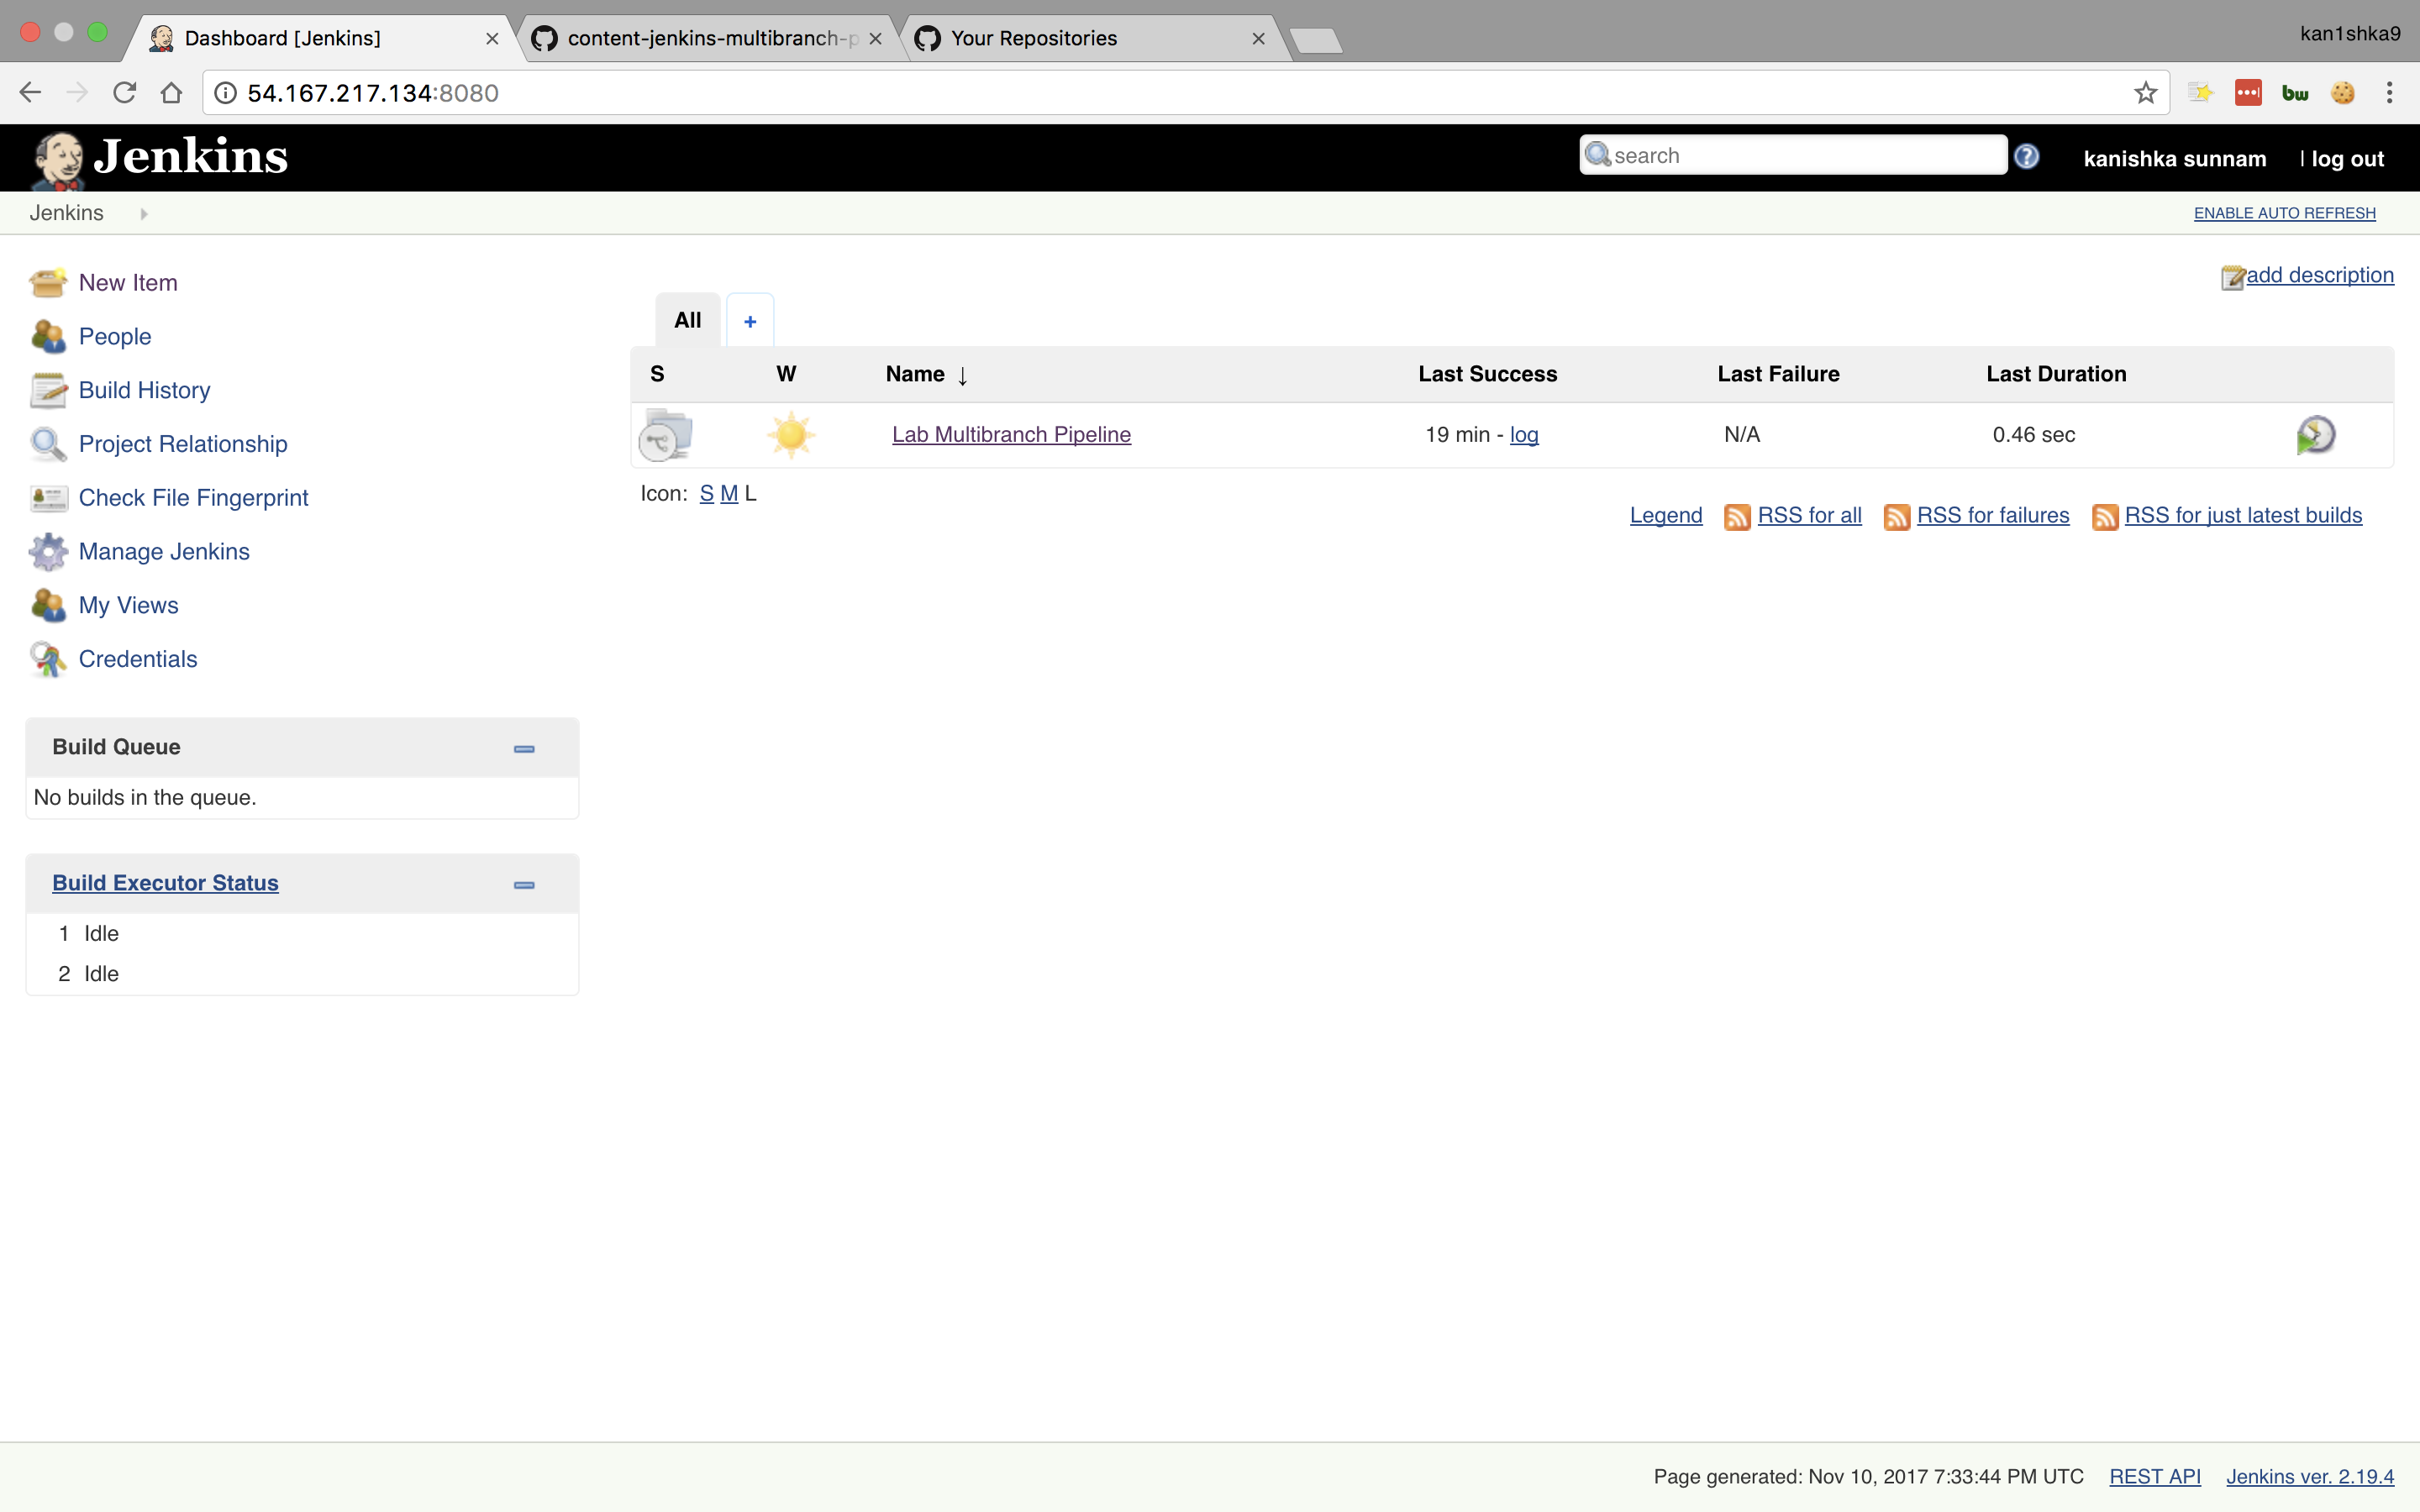 Dashboard [Jenkins]
content-jenkins-multibranch-p
Your Repositories
kan1shka9
54.167.217.134:8080
bw
Jenkins
search
kanishka sunnam
| log out
Jenkins
ENABLE AUTO REFRESH
New Item
People
Build History
Project Relationship
Check File Fingerprint
Manage Jenkins
My Views
Credentials
Build Queue
No builds in the queue.
Build Executor Status
1 Idle
2 Idle
add description
All +
S W Name ↓ Last Success Last Failure Last Duration
Lab Multibranch Pipeline 19 min - log N/A 0.46 sec
Icon: S M L
Legend RSS for all RSS for failures RSS for just latest builds
Page generated: Nov 10, 2017 7:33:44 PM UTC REST API Jenkins ver. 2.19.4